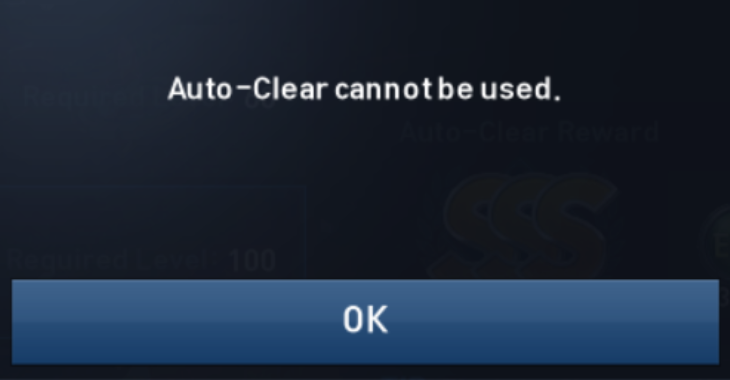 Auto-Clear cannot be used.
Auto-Clear Reward
SSS
Required Level 100
OK